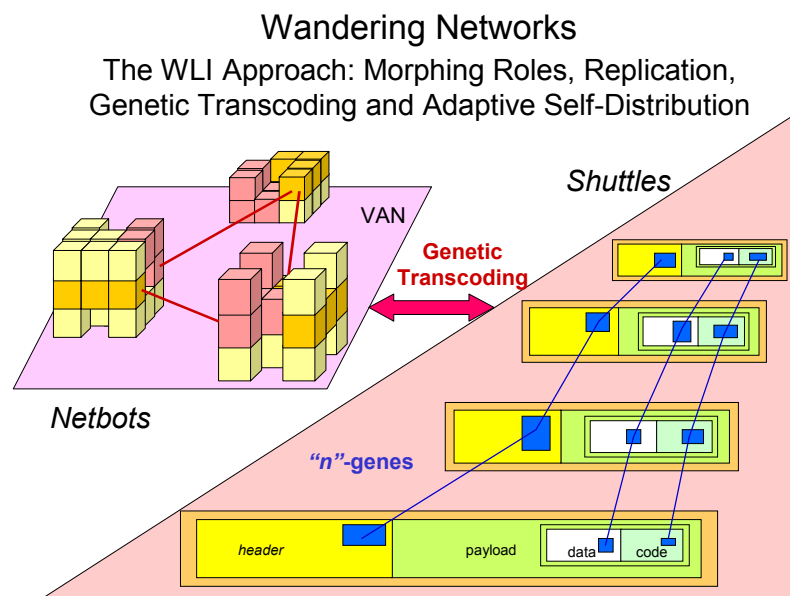 Wandering Networks
The WLI Approach: Morphing Roles, Replication,
Genetic Transcoding and Adaptive Self-Distribution
Shuttles
VAN
Genetic
Transcoding
Netbots
“n”-genes
header
payload
data
code